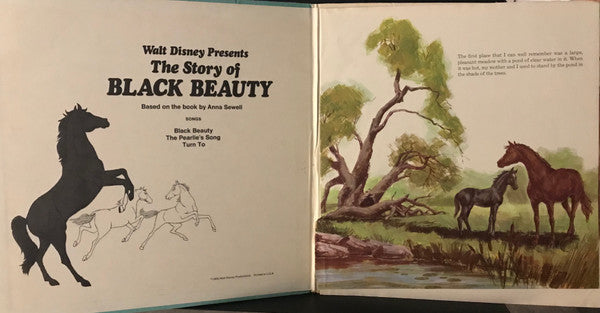 Walt Disney Presents
The Story of
BLACK BEAUTY
Based on the book by Anna Sewell
SONGS
Black Beauty
The Pearlie's Song
Turn To
The first place that I can well remember was a large,
pleasant meadow with a pond of clear water in it. When
it was hot, my mother and I used to stand by the pond in
the shade of the trees.